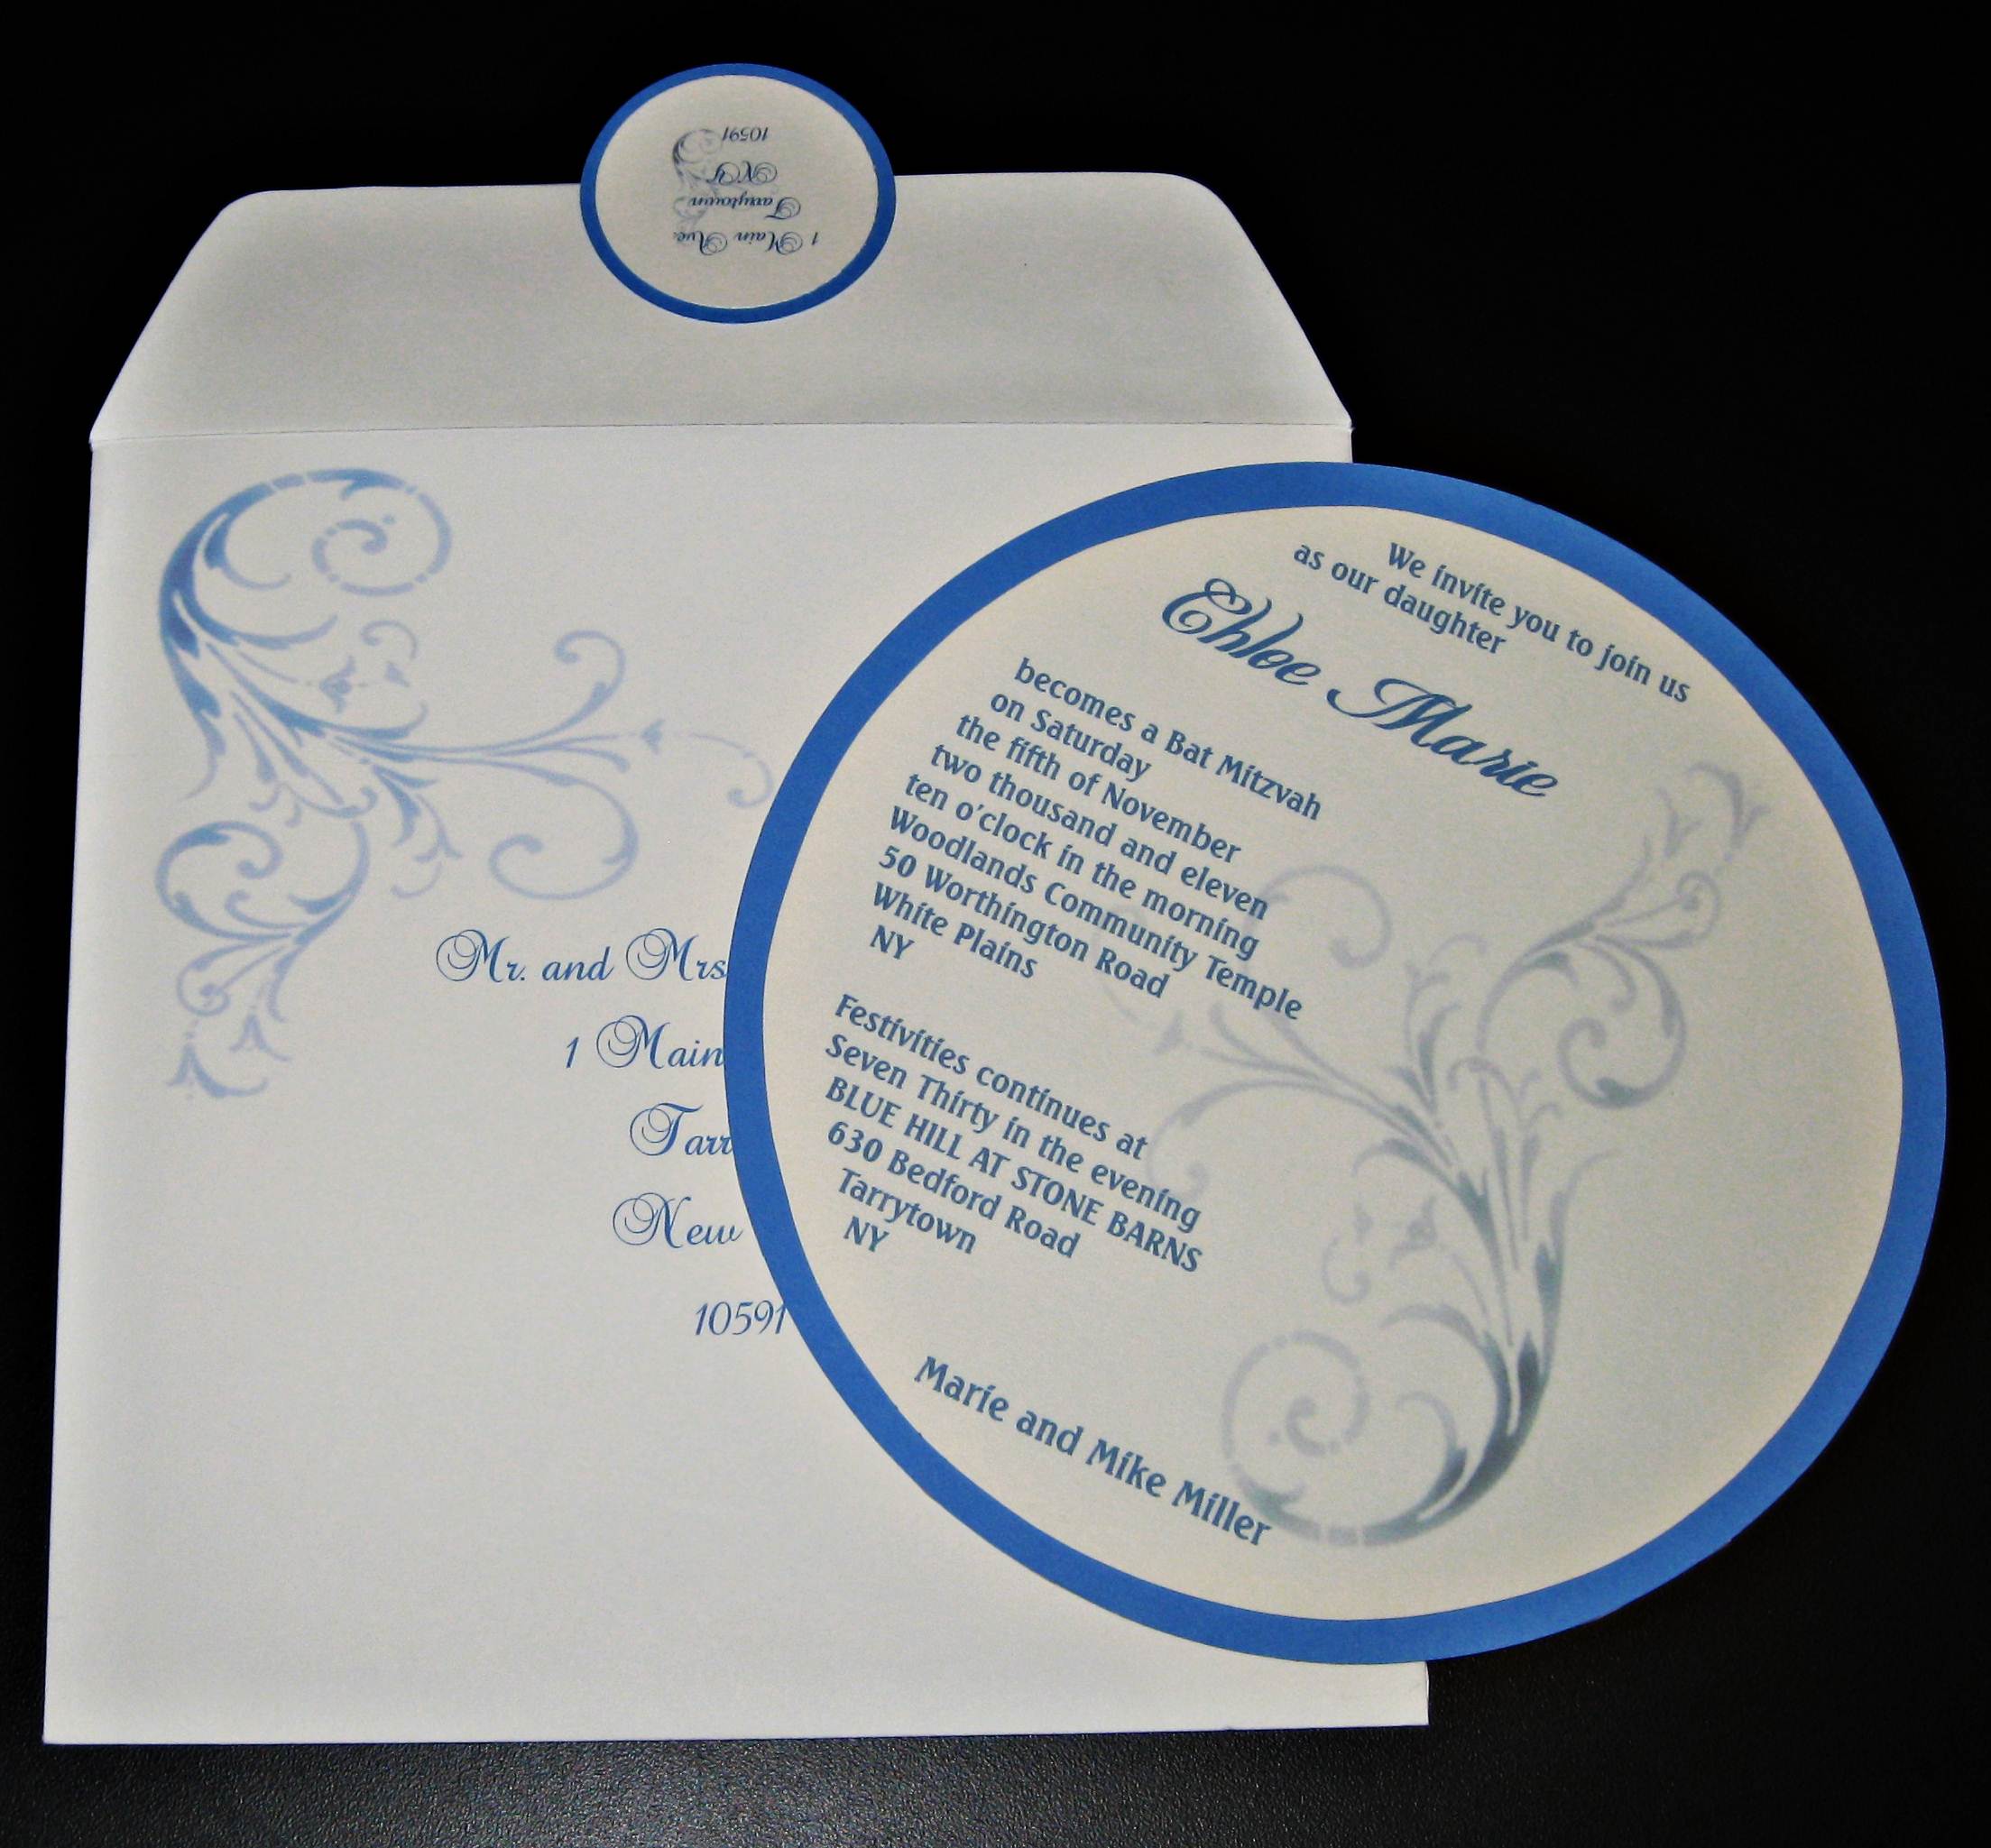 1 Main Ave.
Tarrytown
NY
10591
Mr. and Mrs
1 Main
Tarr
New
10591
We invite you to join us
as our daughter
Chloe Marie
becomes a Bat Mitzvah
on Saturday
the fifth of November
two thousand and eleven
ten o'clock in the morning
Woodlands Community Temple
50 Worthington Road
White Plains
NY
Festivities continues at
Seven Thirty in the evening
BLUE HILL AT STONE BARNS
630 Bedford Road
Tarrytown
NY
Marie and Mike Miller